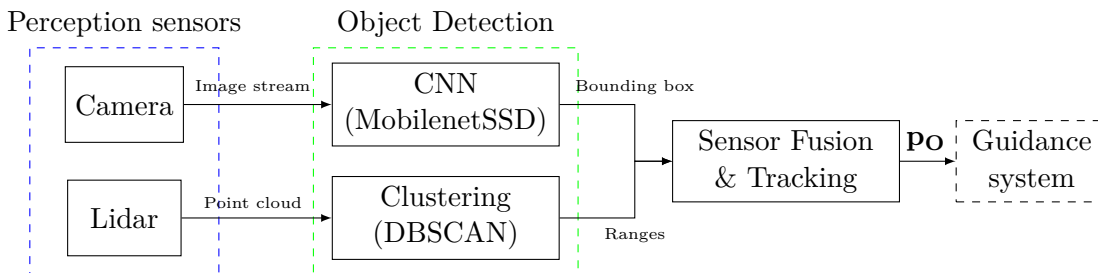 Perception sensors
Object Detection
Camera
Image stream
CNN
(MobilenetSSD)
Bounding box
Sensor Fusion
& Tracking
pO
Guidance
system
Lidar
Point cloud
Clustering
(DBSCAN)
Ranges